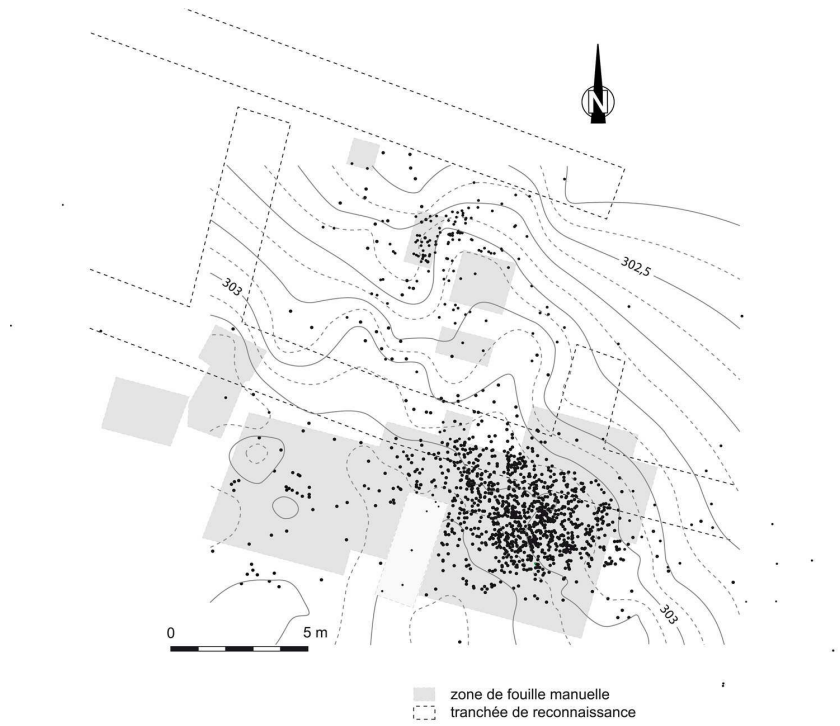 N
302,5
303
303
0 5 m
zone de fouille manuelle
tranchée de reconnaissance